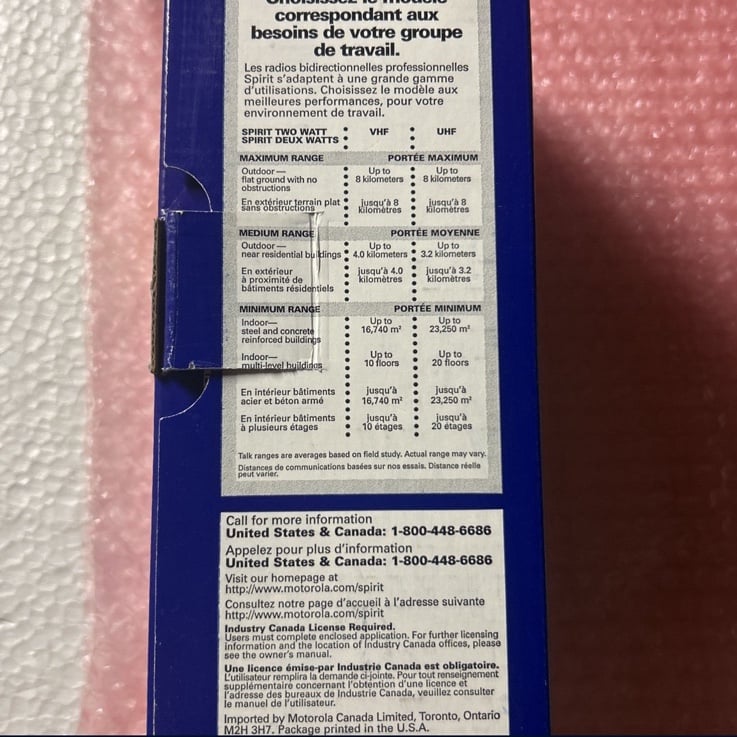 Choisissez le modèle
correspondant aux
besoins de votre groupe
de travail.
Les radios bidirectionnelles professionnelles
Spirit s'adaptent à une grande gamme
d'utilisations. Choisissez le modèle aux
meilleures performances, pour votre
environnement de travail.
SPIRIT TWO WATT VHF UHF
SPIRIT DEUX WATTS
MAXIMUM RANGE PORTÉE MAXIMUM
Outdoor— Up to Up to
flat ground with no 8 kilometers 8 kilometers
obstructions
En extérieur terrain plat jusqu'à 8 jusqu'à 8
sans obstructions kilomètres kilomètres
MEDIUM RANGE PORTÉE MOYENNE
Outdoor— Up to Up to
near residential buildings 4.0 kilometers 3.2 kilometers
En extérieur jusqu'à 4.0 jusqu'à 3.2
à proximité de kilomètres kilomètres
bâtiments résidentiels
MINIMUM RANGE PORTÉE MINIMUM
Indoor— Up to Up to
steel and concrete 16,740 m² 23,250 m²
reinforced buildings
Indoor— Up to Up to
multi-level buildings 10 floors 20 floors
En intérieur bâtiments jusqu'à jusqu'à
acier et béton armé 16,740 m² 23,250 m²
En intérieur bâtiments jusqu'à jusqu'à
à plusieurs étages 10 étages 20 étages
Talk ranges are averages based on field study. Actual range may vary.
Distances de communications basées sur nos essais. Distance réelle
peut varier.
Call for more information
United States & Canada: 1-800-448-6686
Appelez pour plus d'information
United States & Canada: 1-800-448-6686
Visit our homepage at
http://www.motorola.com/spirit
Consultez notre page d'accueil à l'adresse suivante
http://www.motorola.com/spirit
Industry Canada License Required.
Users must complete enclosed application. For further licensing
information and the location of Industry Canada offices, please
see the owner's manual.
Une licence émise-par Industrie Canada est obligatoire.
L'utilisateur remplira la demande ci-jointe. Pour tout renseignement
supplémentaire concernant l'obtention d'une licence et
l'adresse des bureaux de Industrie Canada, veuillez consulter
le manuel de l'utilisateur.
Imported by Motorola Canada Limited, Toronto, Ontario
M2H 3H7. Package printed in the U.S.A.